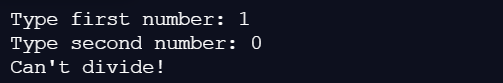 Type first number: 1
Type second number: 0
Can't divide!